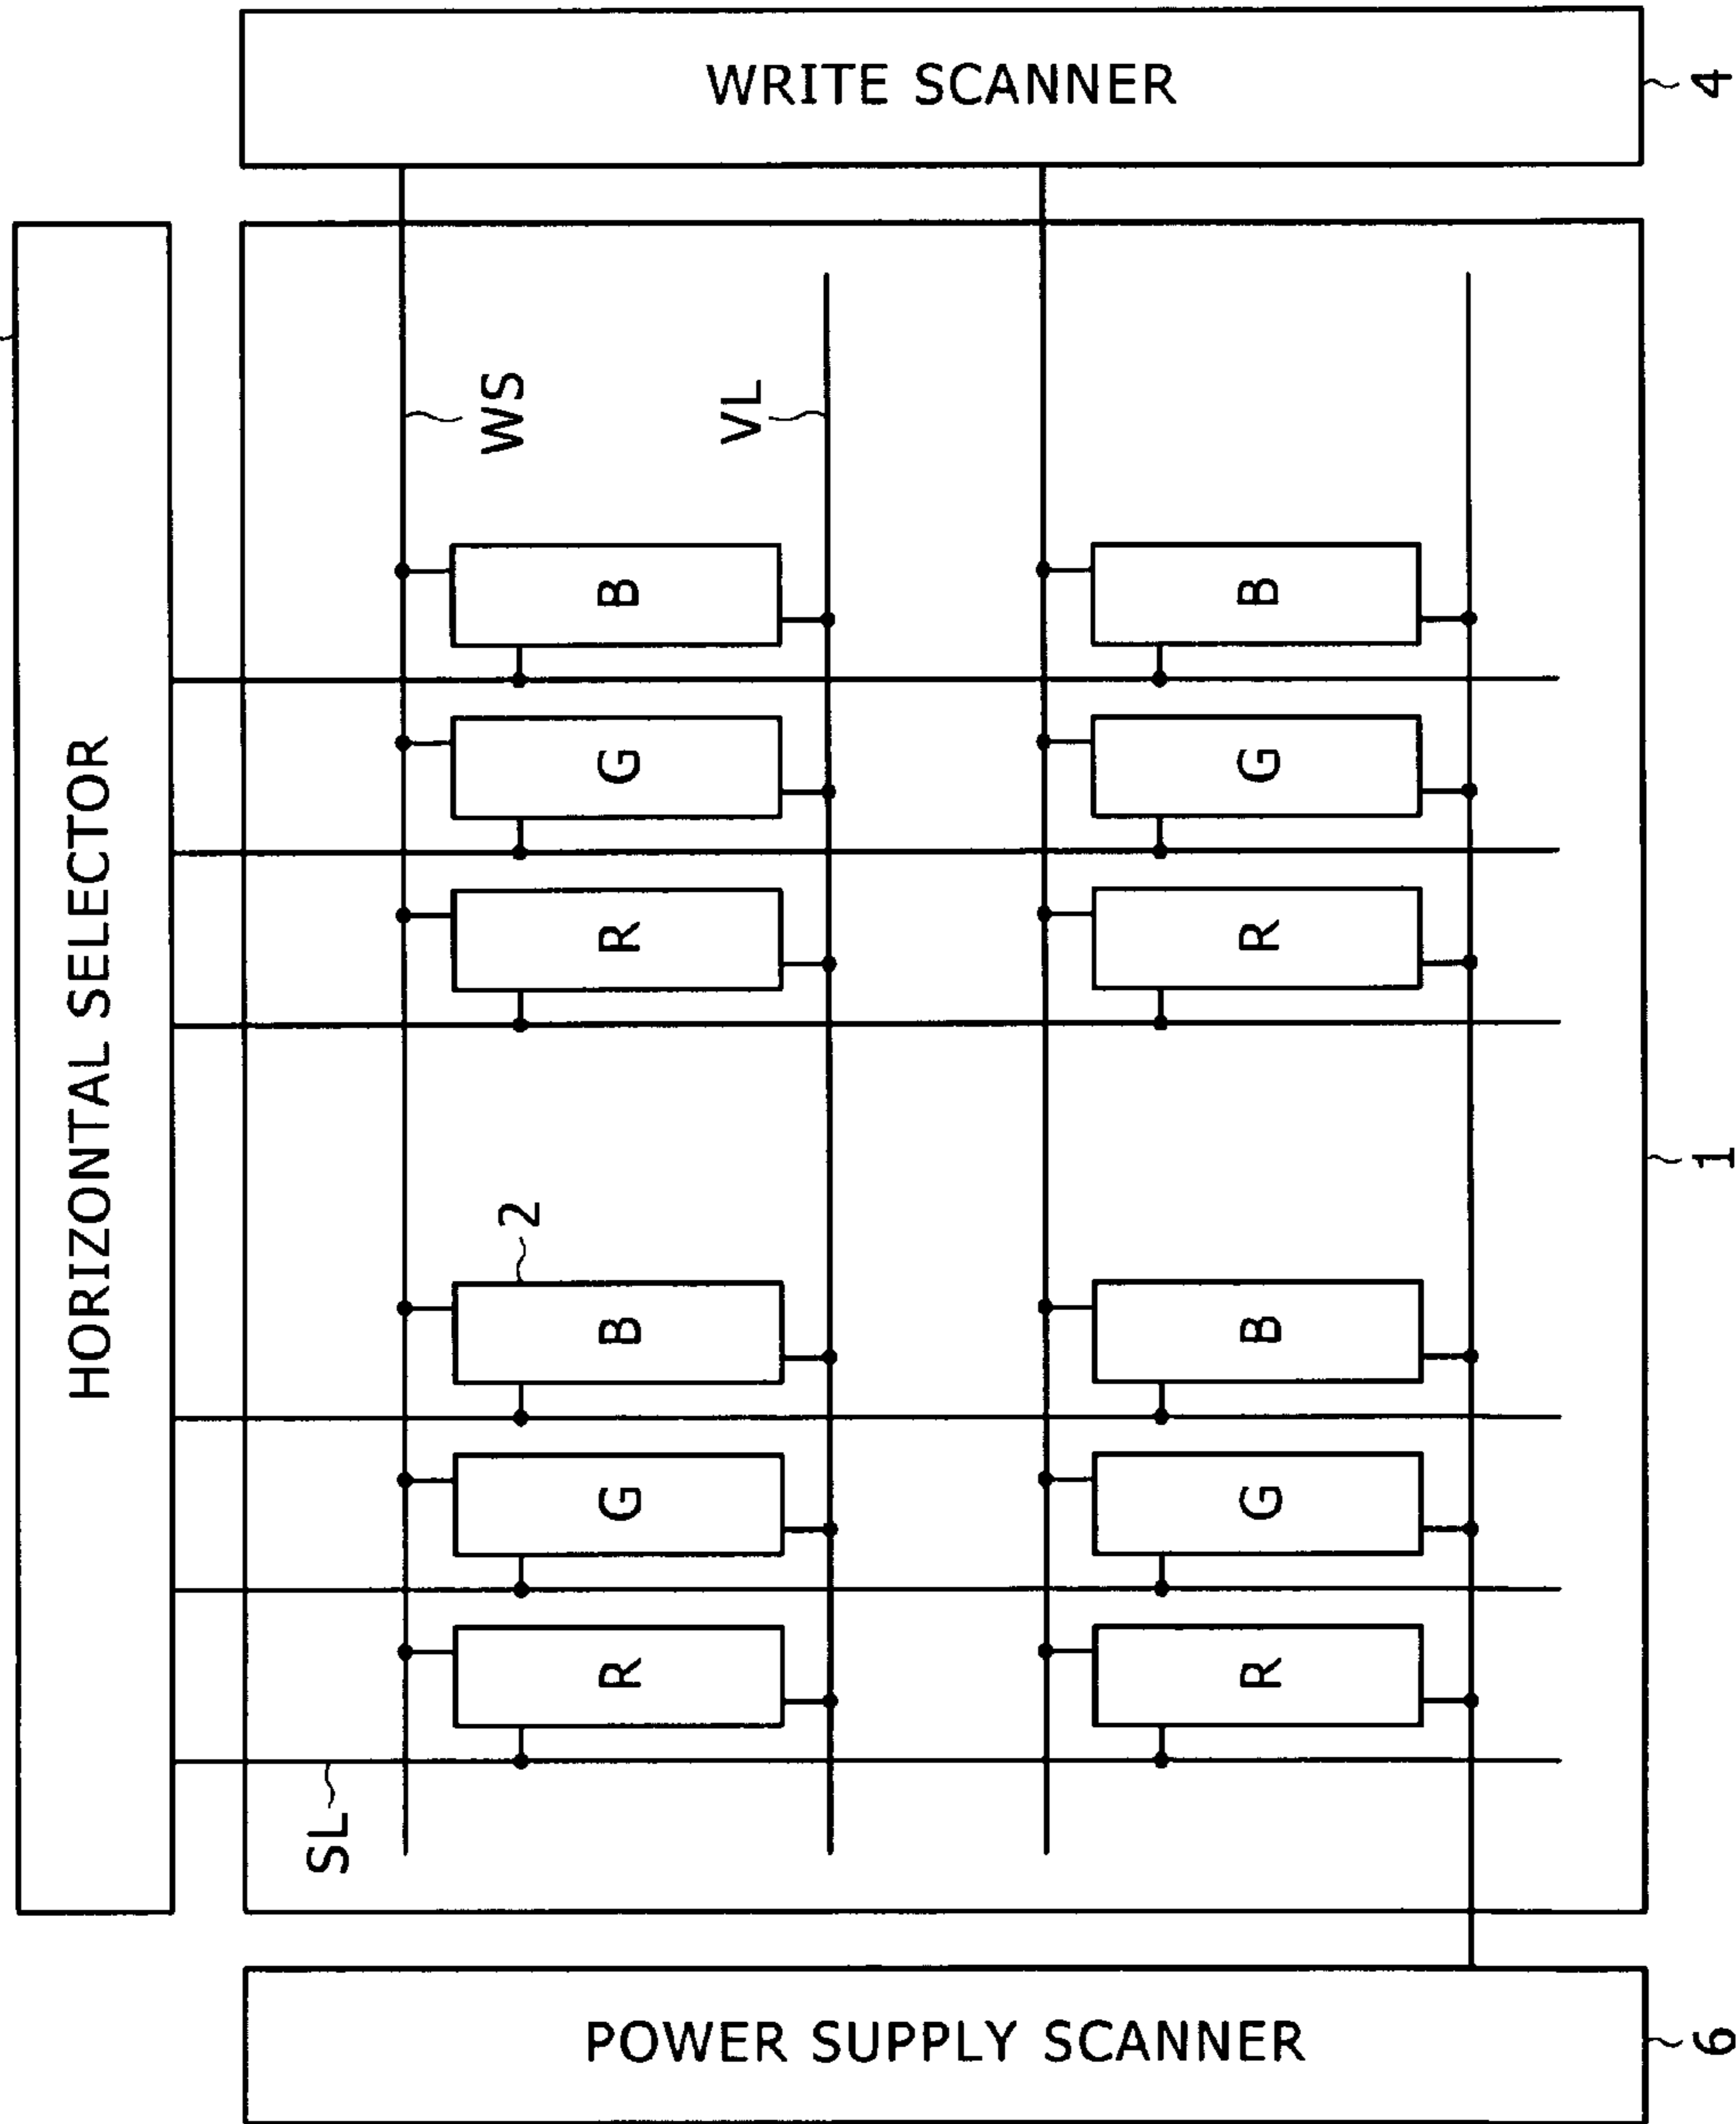 WRITE SCANNER
4
HORIZONTAL SELECTOR
WS
VL
B
B
G
G
R
R
1
2
B
B
G
G
R
R
SL
POWER SUPPLY SCANNER
6